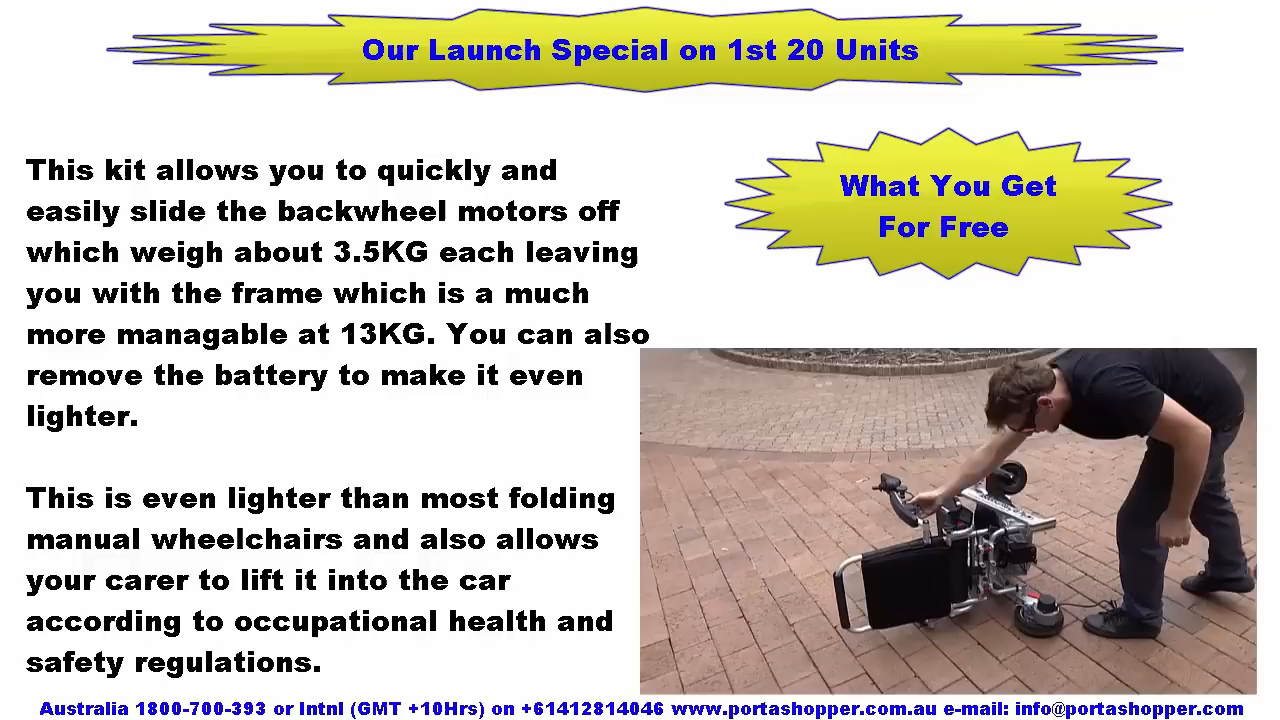 Our Launch Special on 1st 20 Units
What You Get
For Free
This kit allows you to quickly and
easily slide the backwheel motors off
which weigh about 3.5KG each leaving
you with the frame which is a much
more managable at 13KG. You can also
remove the battery to make it even
lighter.
This is even lighter than most folding
manual wheelchairs and also allows
your carer to lift it into the car
according to occupational health and
safety regulations.
Australia 1800-700-393 or Intnl (GMT +10Hrs) on +61412814046 www.portashopper.com.au e-mail: info@portashopper.com